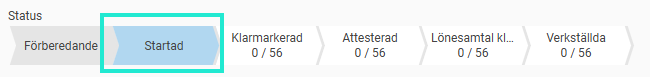 Status
Förberedande
Startad
Klarmarkerad
0 / 56
Attesterad
0 / 56
Lönesamtal kl...
0 / 56
Verkställda
0 / 56